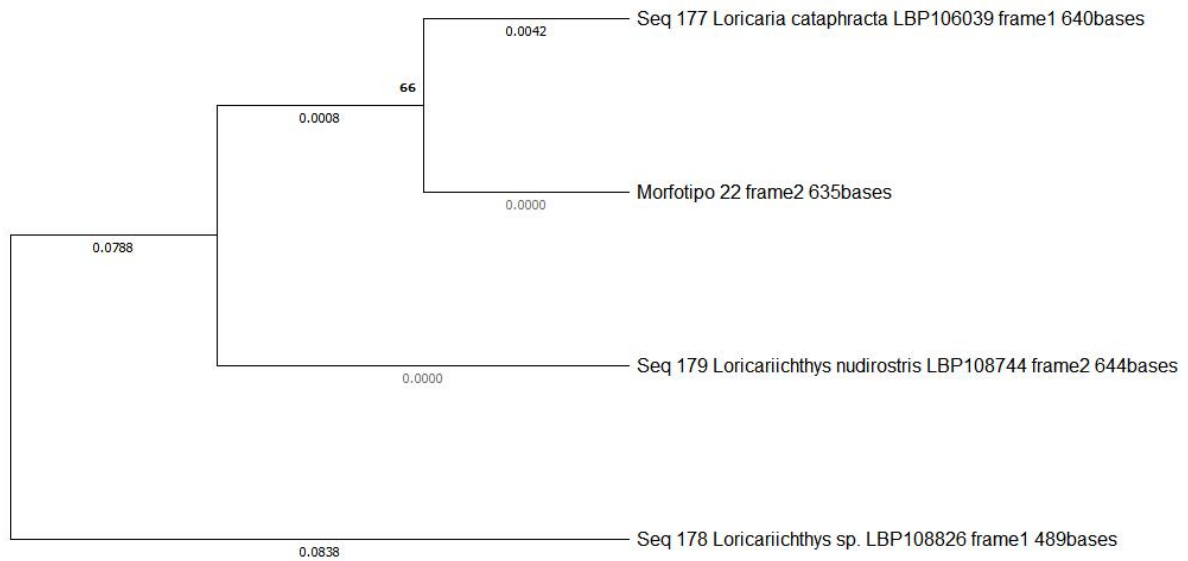 Seq 177 Loricaria cataphracta LBP106039 frame1 640bases
0.0042
66
0.0008
Morfotipo 22 frame2 635bases
0.0000
0.0788
Seq 179 Loricariichthys nudirostris LBP108744 frame2 644bases
0.0000
Seq 178 Loricariichthys sp. LBP108826 frame1 489bases
0.0838